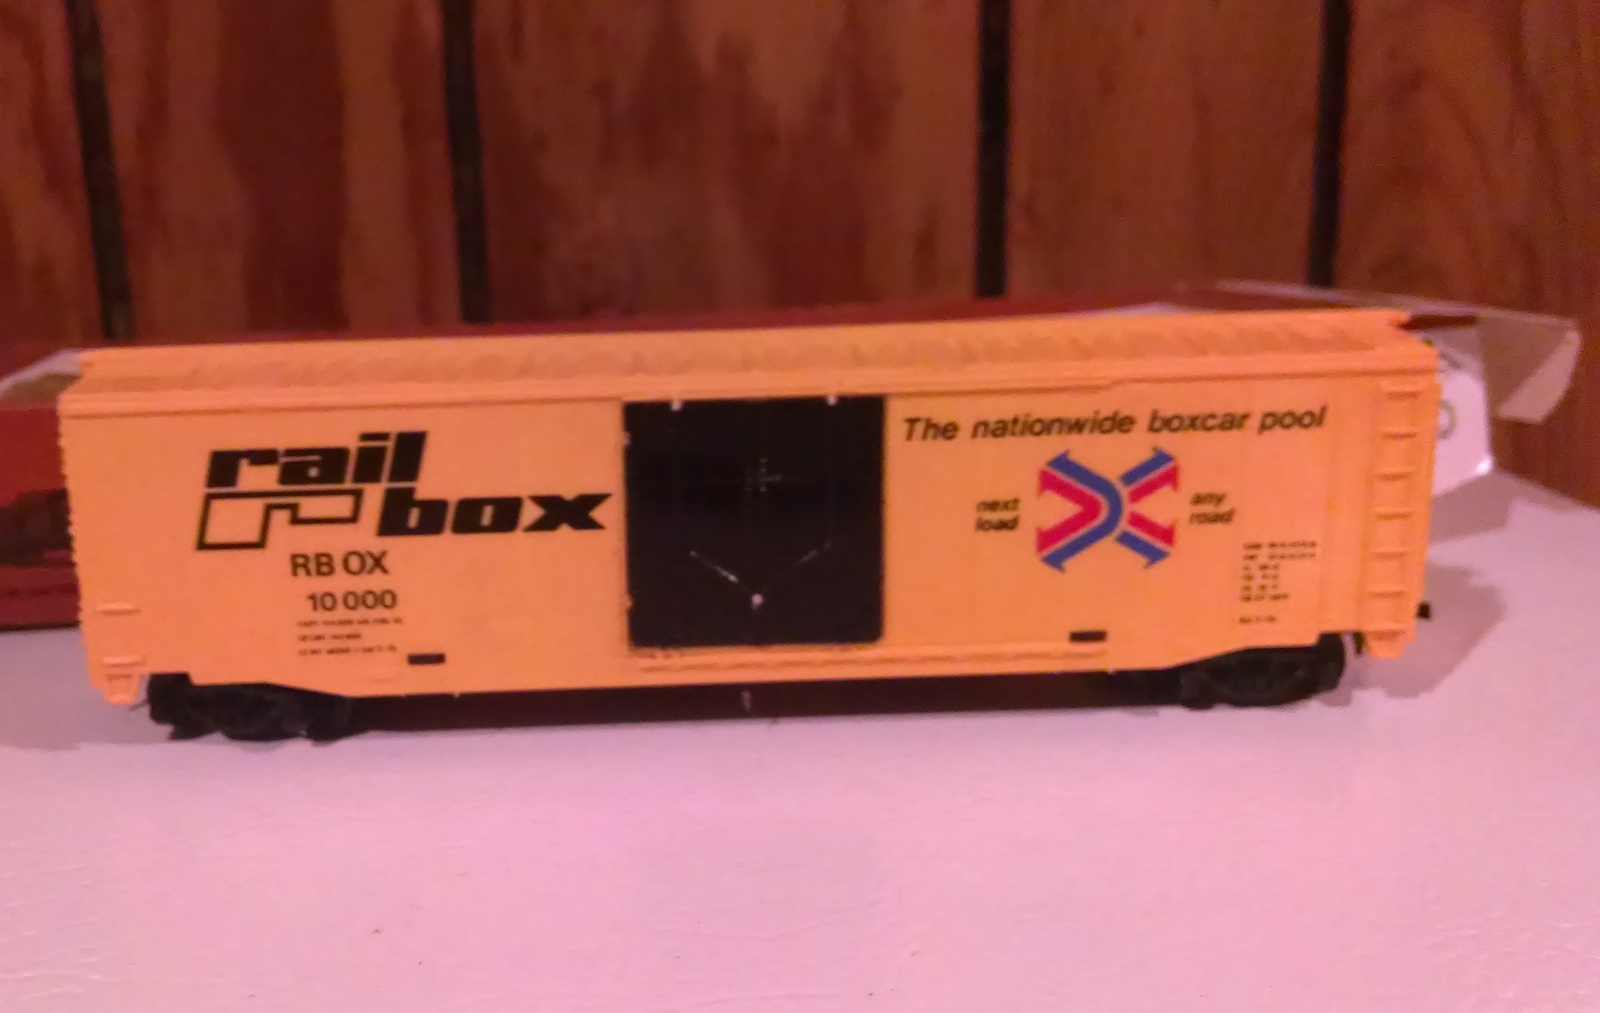 rail
box
RB OX
10 000
The nationwide boxcar pool
next
load
any
road